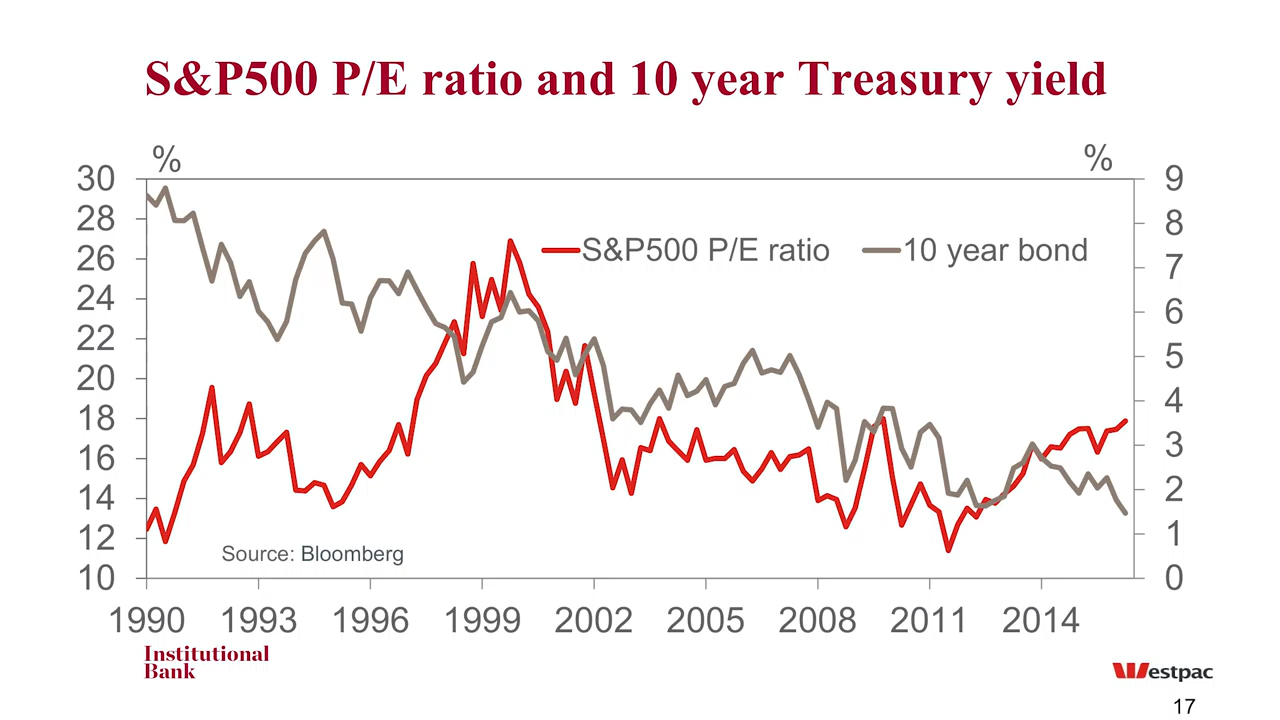 S&P500 P/E ratio and 10 year Treasury yield
% %
30 9
28 8
26 7
24 6
22 5
20 4
18 3
16 2
14 1
12 0
10
S&P500 P/E ratio 10 year bond
Source: Bloomberg
1990 1993 1996 1999 2002 2005 2008 2011 2014
Institutional
Bank
Westpac
17